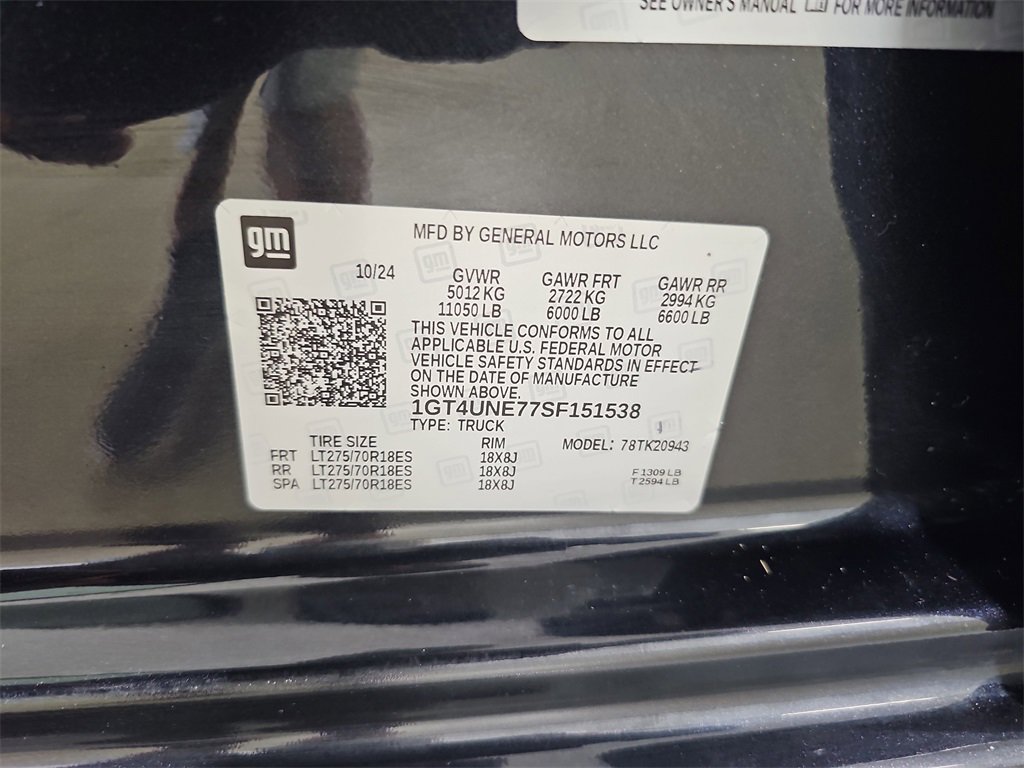 SEE OWNER'S MANUAL FOR MORE INFORMATION
gm
MFD BY GENERAL MOTORS LLC
10/24 GVWR GAWR FRT GAWR RR
5012 KG 2722 KG 2994 KG
11050 LB 6000 LB 6600 LB
THIS VEHICLE CONFORMS TO ALL
APPLICABLE U.S. FEDERAL MOTOR
VEHICLE SAFETY STANDARDS IN EFFECT
ON THE DATE OF MANUFACTURE
SHOWN ABOVE.
1GT4UNE77SF151538
TYPE: TRUCK
TIRE SIZE RIM MODEL: 78TK20943
FRT LT275/70R18ES 18X8J
RR LT275/70R18ES 18X8J F 1309 LB
SPA LT275/70R18ES 18X8J T 2594 LB